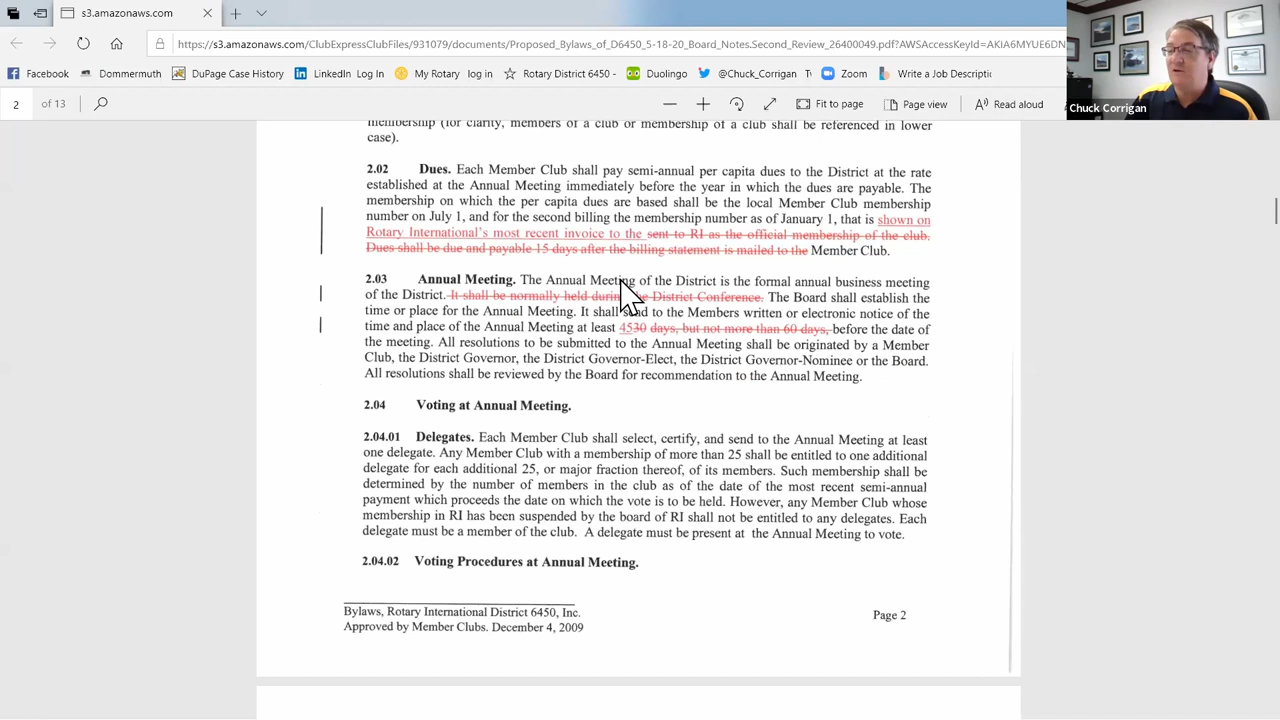 s3.amazonaws.com
https://s3.amazonaws.com/ClubExpressClubFiles/931079/documents/Proposed_Bylaws_of_D6450_5-18-20_Board_Notes.Second_Review_26400049.pdf?AWSAccessKeyId=AKIA6MYUE6DN
Facebook Dommermuth DuPage Case History LinkedIn Log In My Rotary log in Rotary District 6450 - Duolingo @Chuck_Corrigan Zoom Write a Job Descriptic
2 of 13 Fit to page Page view Read aloud
Chuck Corrigan
(for clarity, members of a club or membership of a club shall be referenced in lower
case).
2.02 Dues. Each Member Club shall pay semi-annual per capita dues to the District at the rate
established at the Annual Meeting immediately before the year in which the dues are payable. The
membership on which the per capita dues are based shall be the local Member Club membership
number on July 1, and for the second billing the membership number as of January 1, that is shown on
Rotary International's most recent invoice to the sent to RI as the official membership of the club.
Dues shall be due and payable 15 days after the billing statement is mailed to the Member Club.
2.03 Annual Meeting. The Annual Meeting of the District is the formal annual business meeting
of the District. It shall be normally held during the District Conference. The Board shall establish the
time or place for the Annual Meeting. It shall send to the Members written or electronic notice of the
time and place of the Annual Meeting at least 4530 days, but not more than 60 days, before the date of
the meeting. All resolutions to be submitted to the Annual Meeting shall be originated by a Member
Club, the District Governor, the District Governor-Elect, the District Governor-Nominee or the Board.
All resolutions shall be reviewed by the Board for recommendation to the Annual Meeting.
2.04 Voting at Annual Meeting.
2.04.01 Delegates. Each Member Club shall select, certify, and send to the Annual Meeting at least
one delegate. Any Member Club with a membership of more than 25 shall be entitled to one additional
delegate for each additional 25, or major fraction thereof, of its members. Such membership shall be
determined by the number of members in the club as of the date of the most recent semi-annual
payment which proceeds the date on which the vote is to be held. However, any Member Club whose
membership in RI has been suspended by the board of RI shall not be entitled to any delegates. Each
delegate must be a member of the club. A delegate must be present at the Annual Meeting to vote.
2.04.02 Voting Procedures at Annual Meeting.
Bylaws, Rotary International District 6450, Inc.
Approved by Member Clubs. December 4, 2009
Page 2